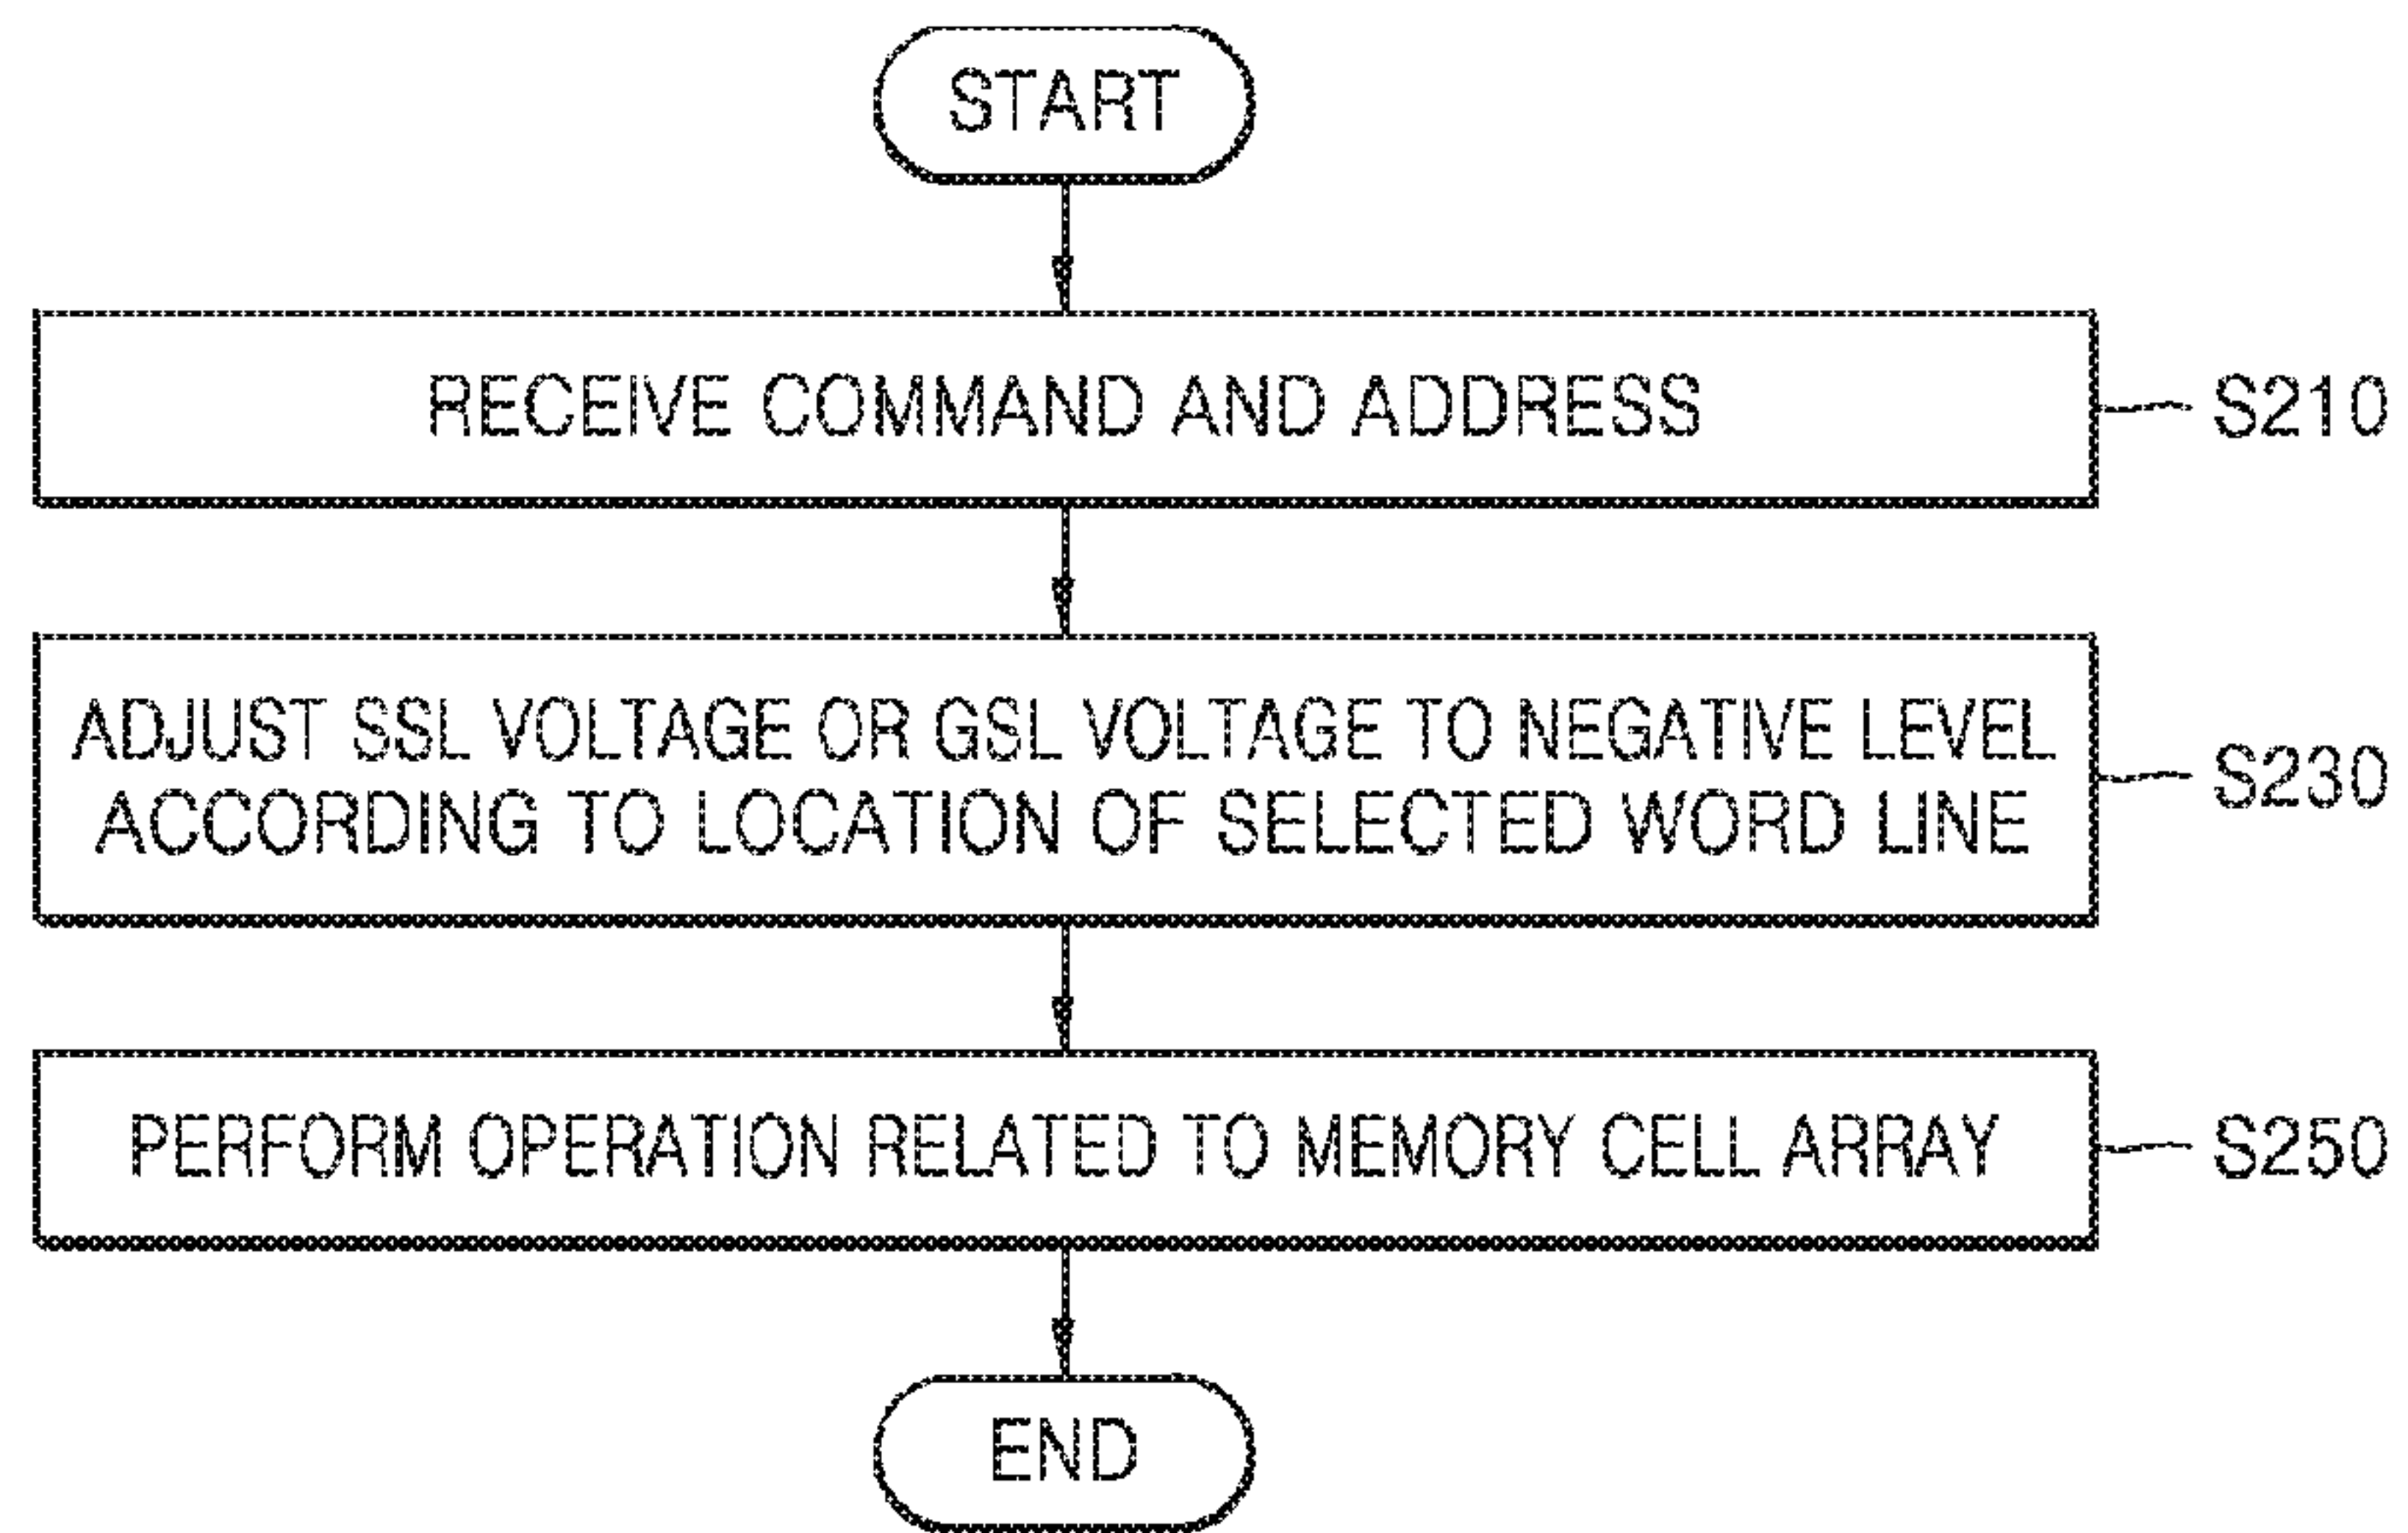 START
RECEIVE COMMAND AND ADDRESS
S210
ADJUST SSL VOLTAGE OR GSL VOLTAGE TO NEGATIVE LEVEL
ACCORDING TO LOCATION OF SELECTED WORD LINE
S230
PERFORM OPERATION RELATED TO MEMORY CELL ARRAY
S250
END